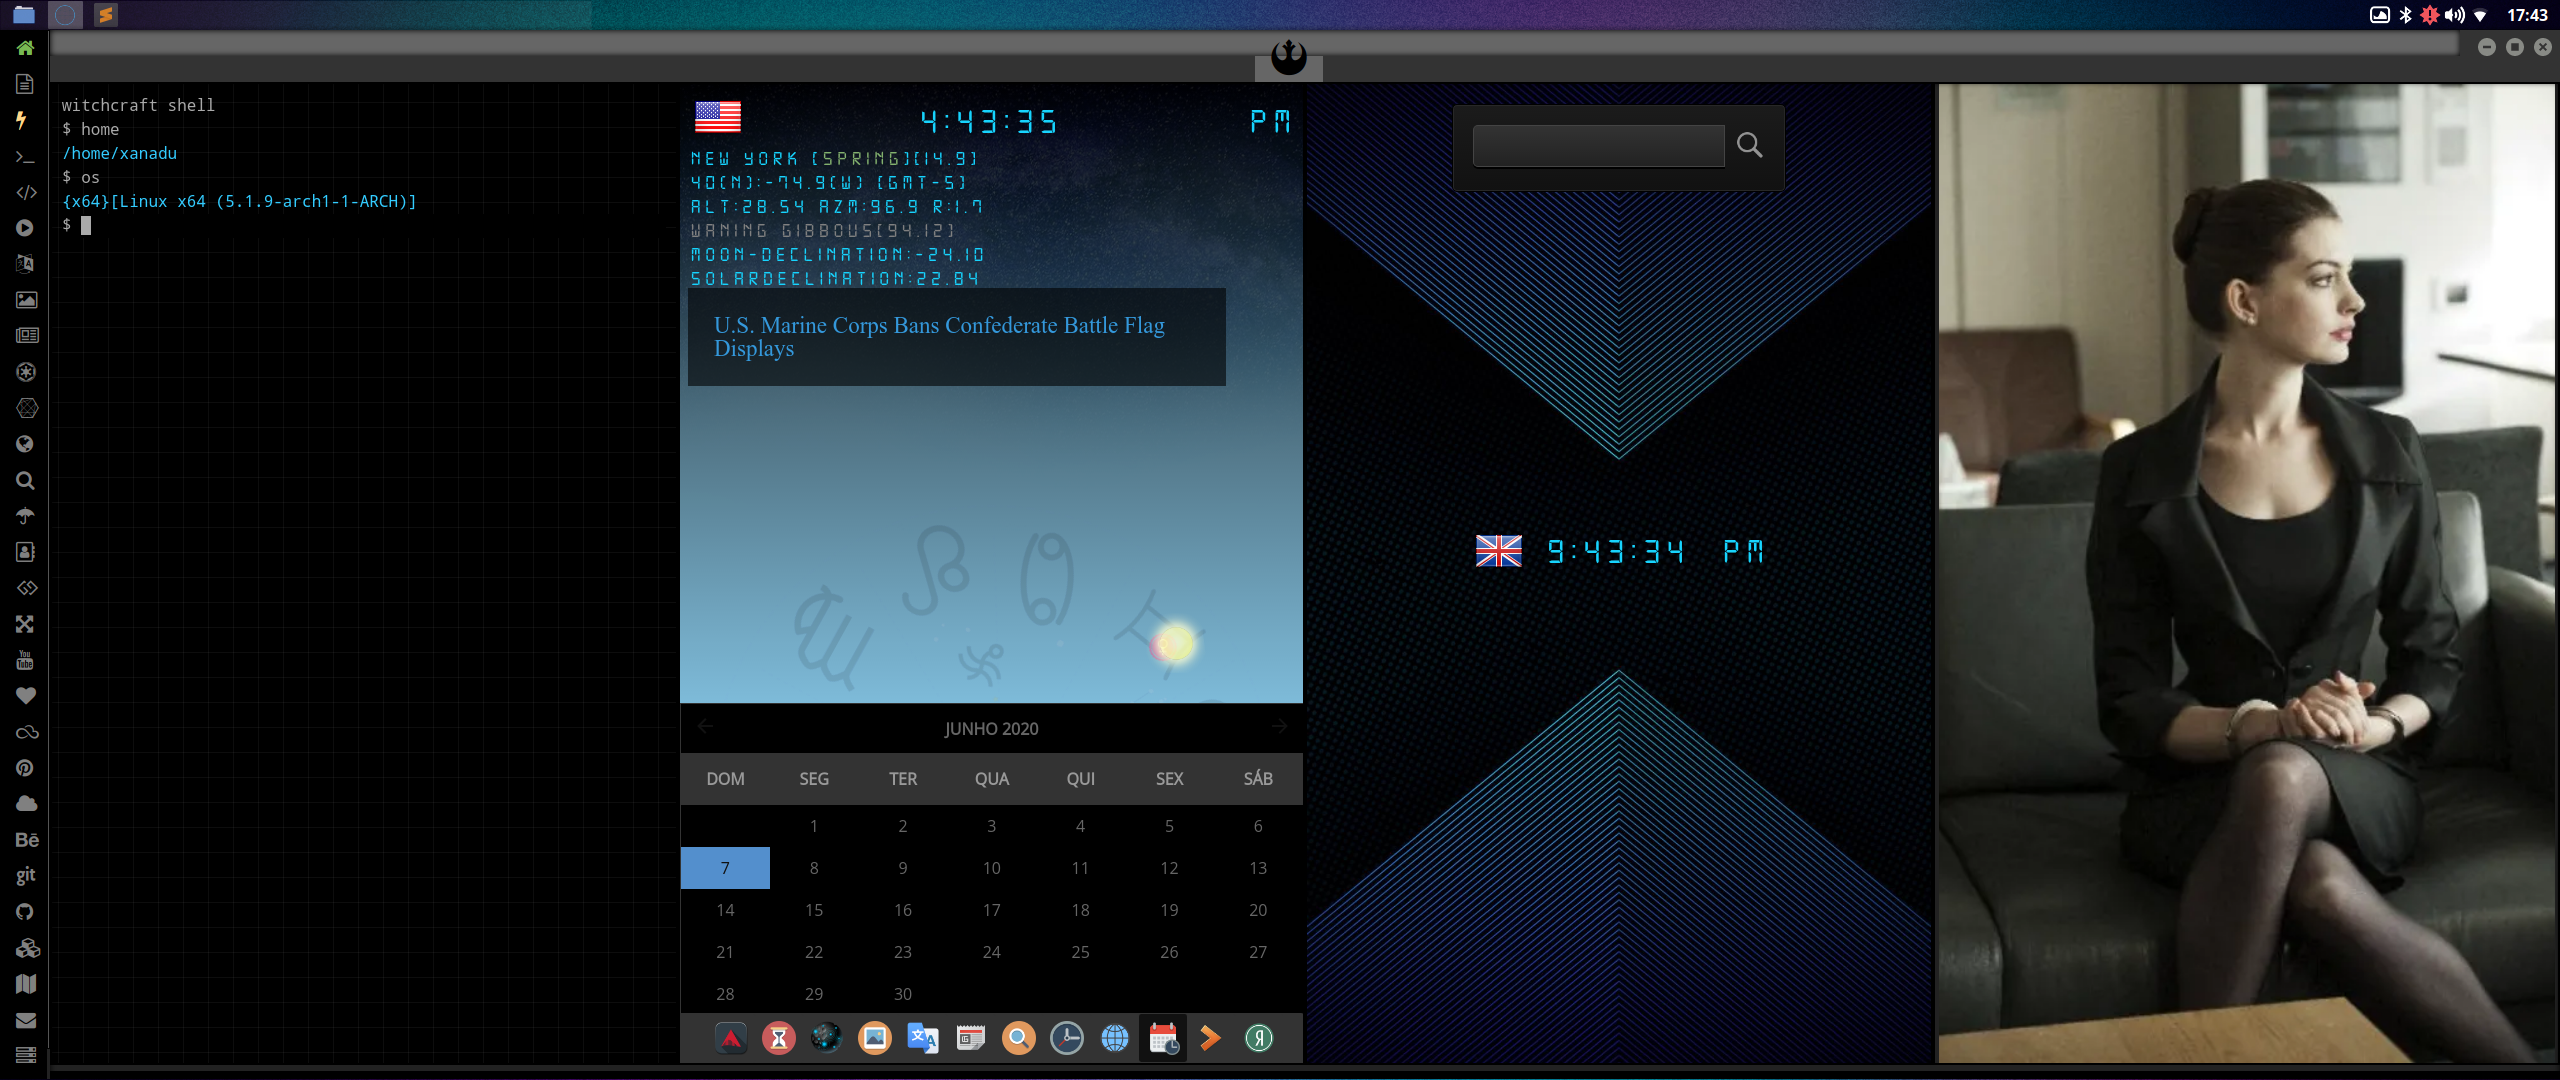 17:43
witchcraft shell
$ home
/home/xanadu
$ os
{x64}[Linux x64 (5.1.9-arch1-1-ARCH)]
$
4:43:35 PM
NEW YORK [SPRING][14.9]
40(N):-74.9(W) [GMT-5]
ALT:28.54 AZM:96.9 R:1.7
WANING GIBBOUS[94.12]
MOON-DECLINATION:-24.10
SOLARDECLINATION:22.84
U.S. Marine Corps Bans Confederate Battle Flag
Displays
JUNHO 2020
DOM SEG TER QUA QUI SEX SÁB
1 2 3 4 5 6
7 8 9 10 11 12 13
14 15 16 17 18 19 20
21 22 23 24 25 26 27
28 29 30
9:43:34 PM
You
Tube
Bē
git
文 A
Я